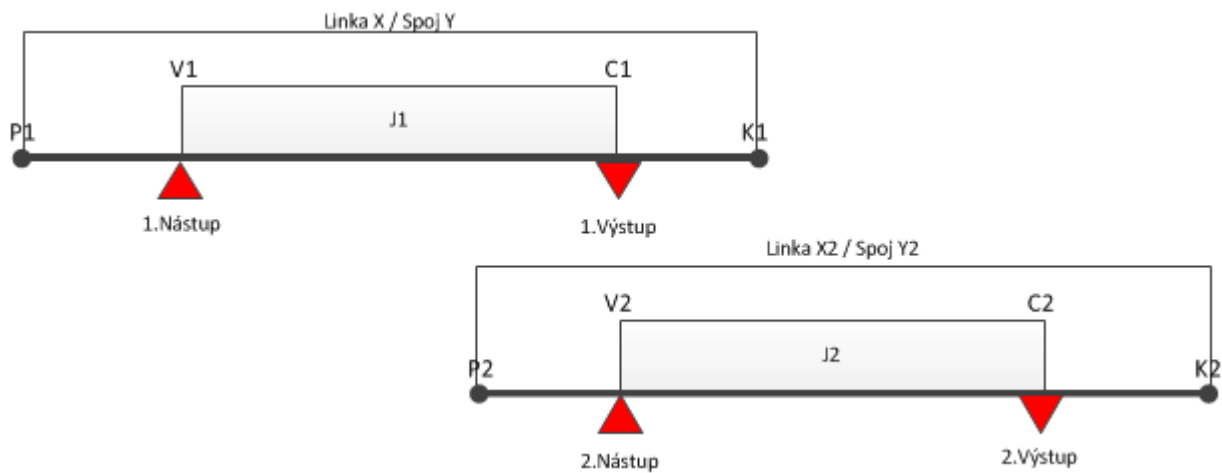 Linka X / Spoj Y
V1 C1
J1
P1 K1
1.Nástup 1.Výstup
Linka X2 / Spoj Y2
V2 C2
J2
P2 K2
2.Nástup 2.Výstup